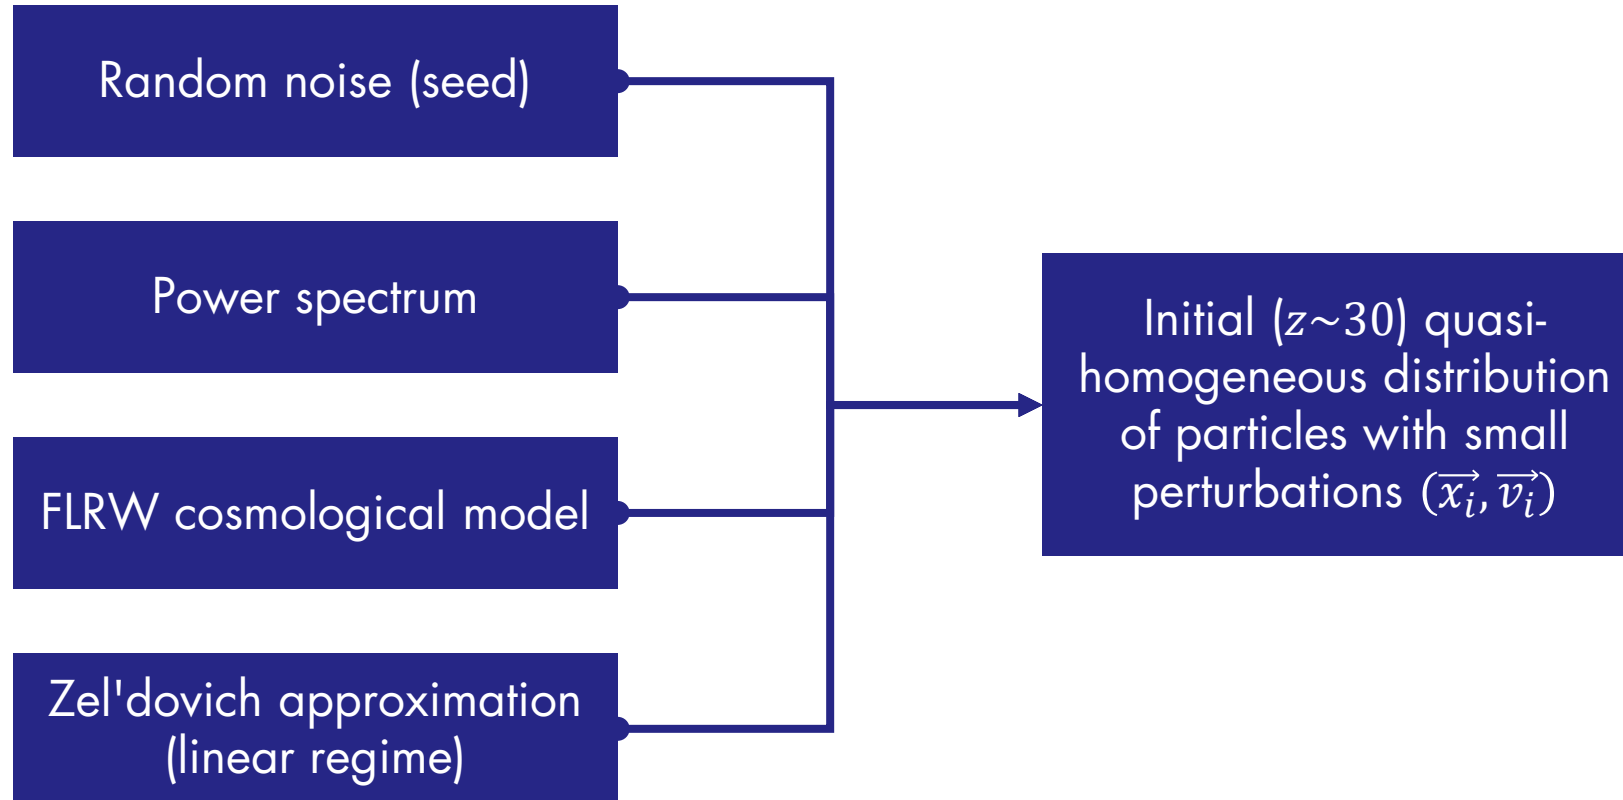 Random noise (seed)
Power spectrum
FLRW cosmological model
Zel'dovich approximation
(linear regime)
Initial (z~30) quasi-
homogeneous distribution
of particles with small
perturbations (x⃗ᵢ, v⃗ᵢ)